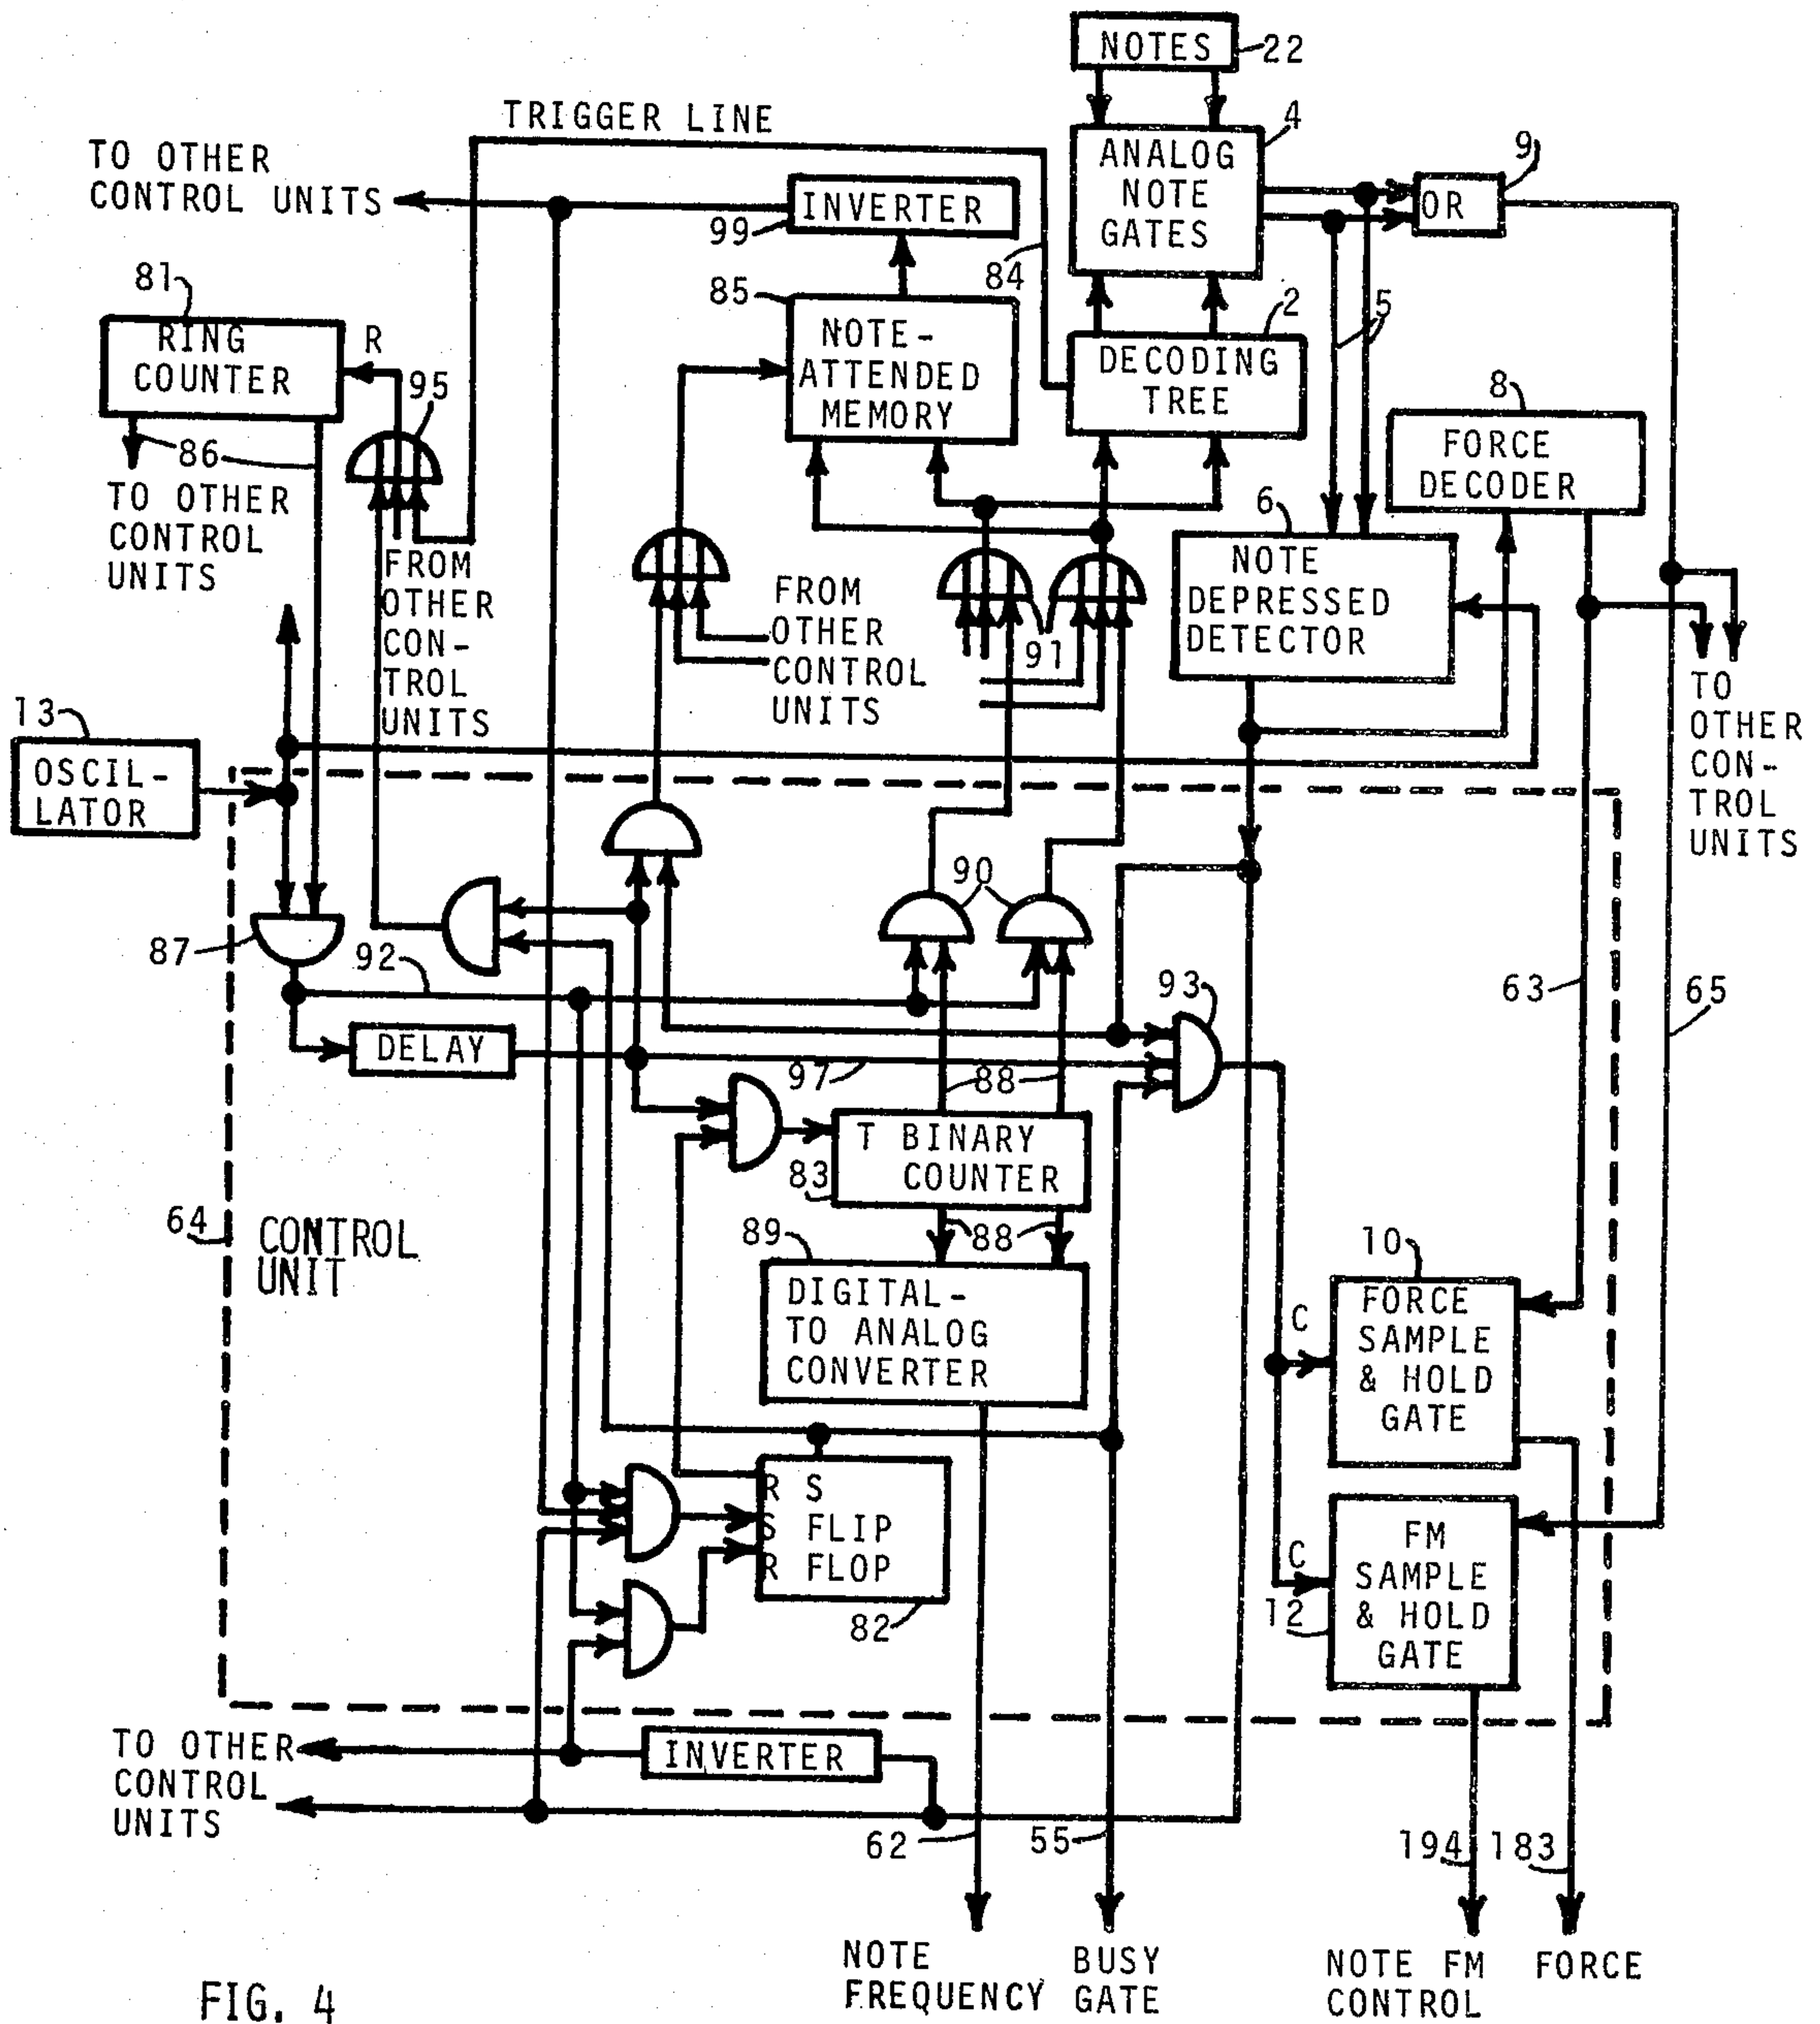 NOTES
22
TRIGGER LINE
4
ANALOG
NOTE
GATES
9
OR
TO OTHER
CONTROL UNITS
INVERTER
99
84
81
RING
COUNTER
R
95
85
NOTE-
ATTENDED
MEMORY
2
DECODING
TREE
5
8
FORCE
DECODER
86
TO OTHER
CONTROL
UNITS
FROM
OTHER
CON-
TROL
UNITS
FROM
OTHER
CONTROL
UNITS
91
6
NOTE
DEPRESSED
DETECTOR
TO
OTHER
CON-
TROL
UNITS
13
OSCIL-
LATOR
87
92
90
93
63
65
DELAY
97
88
T BINARY
COUNTER
83
88
64
CONTROL
UNIT
89
DIGITAL-
TO ANALOG
CONVERTER
10
FORCE
SAMPLE
& HOLD
GATE
C
R S
S FLIP
R FLOP
82
C
12
FM
SAMPLE
& HOLD
GATE
TO OTHER
CONTROL
UNITS
INVERTER
62
55
194
183
NOTE
FREQUENCY
BUSY
GATE
NOTE FM
CONTROL
FORCE
FIG. 4